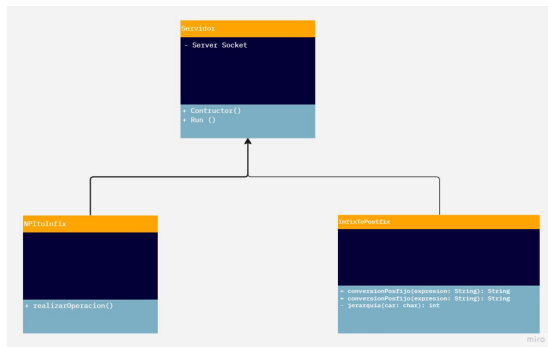 Servidor
- Server Socket
+ Contructor()
+ Run ()
NPItoInfix
+ realizarOperacion()
InfixToPostfix
+ conversionPosfijo(expresion: String): String
+ conversionPosfijo(expresion: String): String
- jerarquia(car: char): int
miro